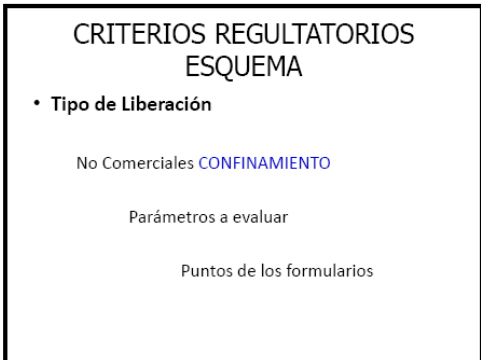 CRITERIOS REGULTATORIOS
ESQUEMA
• Tipo de Liberación
No Comerciales CONFINAMIENTO
Parámetros a evaluar
Puntos de los formularios